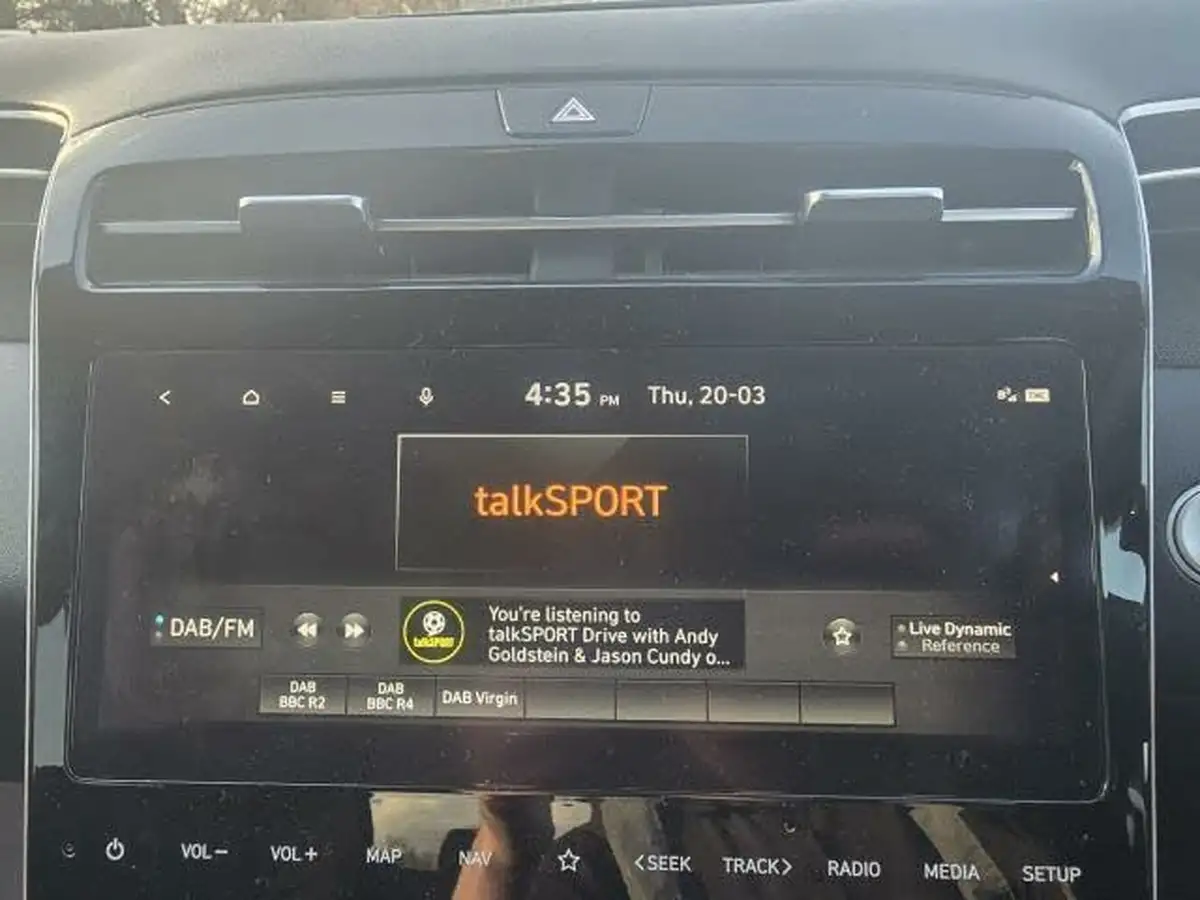 4:35 PM Thu, 20-03
talkSPORT
DAB/FM
talkSPORT
You're listening to
talkSPORT Drive with Andy
Goldstein & Jason Cundy o...
Live Dynamic
Reference
DAB
BBC R2
DAB
BBC R4
DAB Virgin
VOL−
VOL+
MAP
NAV
<SEEK
TRACK>
RADIO
MEDIA
SETUP